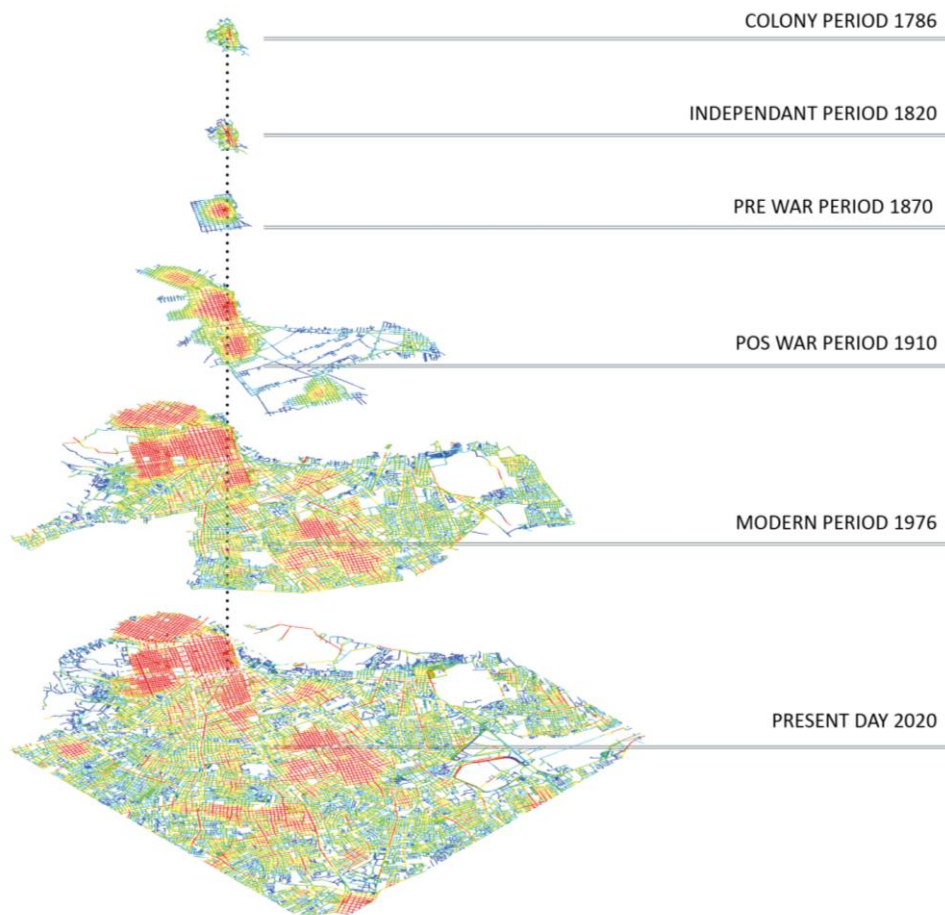 COLONY PERIOD 1786
INDEPENDANT PERIOD 1820
PRE WAR PERIOD 1870
POS WAR PERIOD 1910
MODERN PERIOD 1976
PRESENT DAY 2020